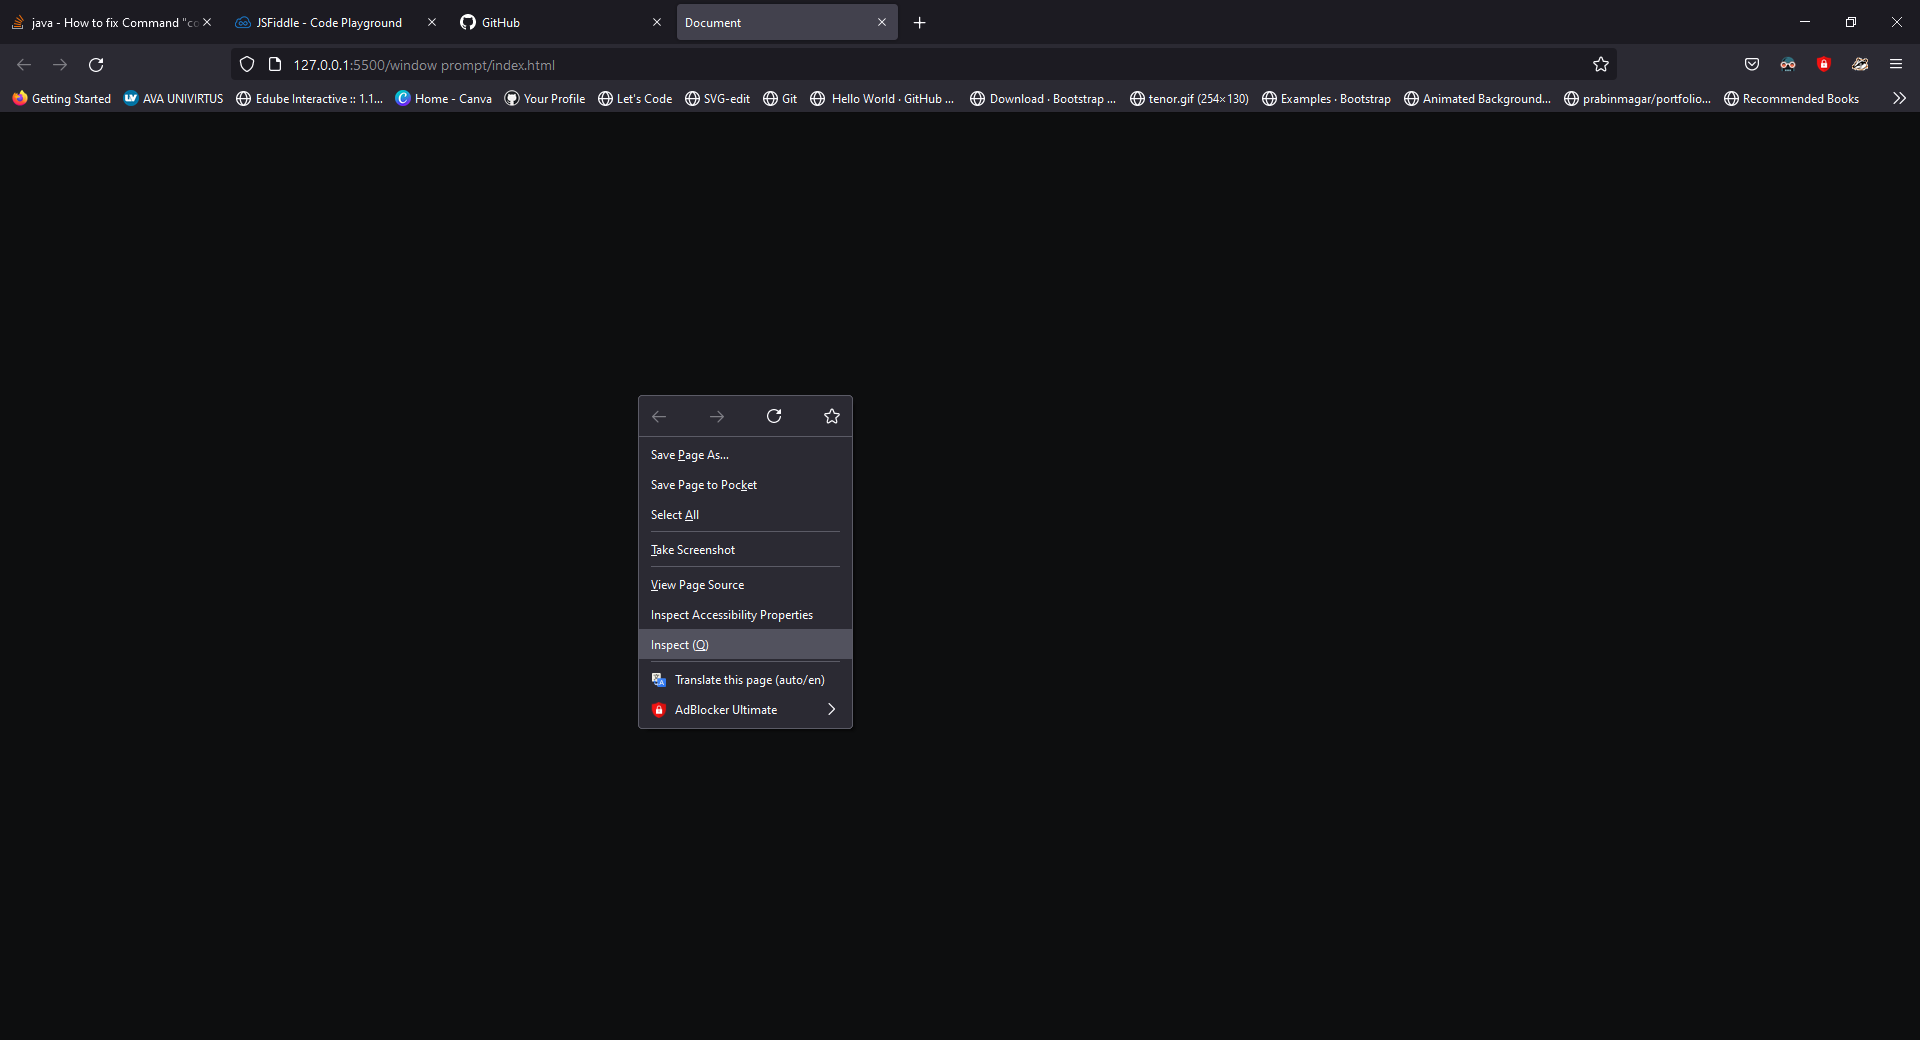 java - How to fix Command "co
JSFiddle - Code Playground
GitHub
Document
127.0.0.1:5500/window prompt/index.html
Getting Started
AVA UNIVIRTUS
Edube Interactive :: 1.1...
Home - Canva
Your Profile
Let's Code
SVG-edit
Git
Hello World · GitHub ...
Download · Bootstrap ...
tenor.gif (254×130)
Examples · Bootstrap
Animated Background...
prabinmagar/portfolio...
Recommended Books
Save Page As...
Save Page to Pocket
Select All
Take Screenshot
View Page Source
Inspect Accessibility Properties
Inspect (Q)
Translate this page (auto/en)
AdBlocker Ultimate